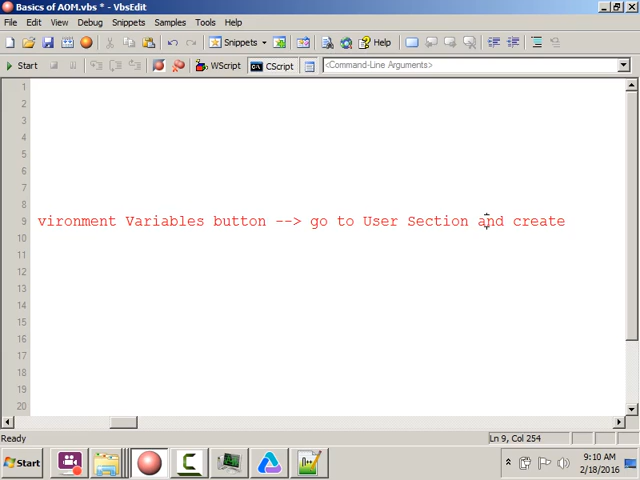 Basics of AOM.vbs * - VbsEdit
File Edit View Debug Snippets Samples Tools Help
Snippets Help
Start WScript CScript <Command-Line Arguments>
1
2
3
4
5
6
7
8
9 vironment Variables button --> go to User Section and create
10
11
12
13
14
15
16
17
18
19
20
Ready Ln 9, Col 254
Start 9:10 AM
2/18/2016